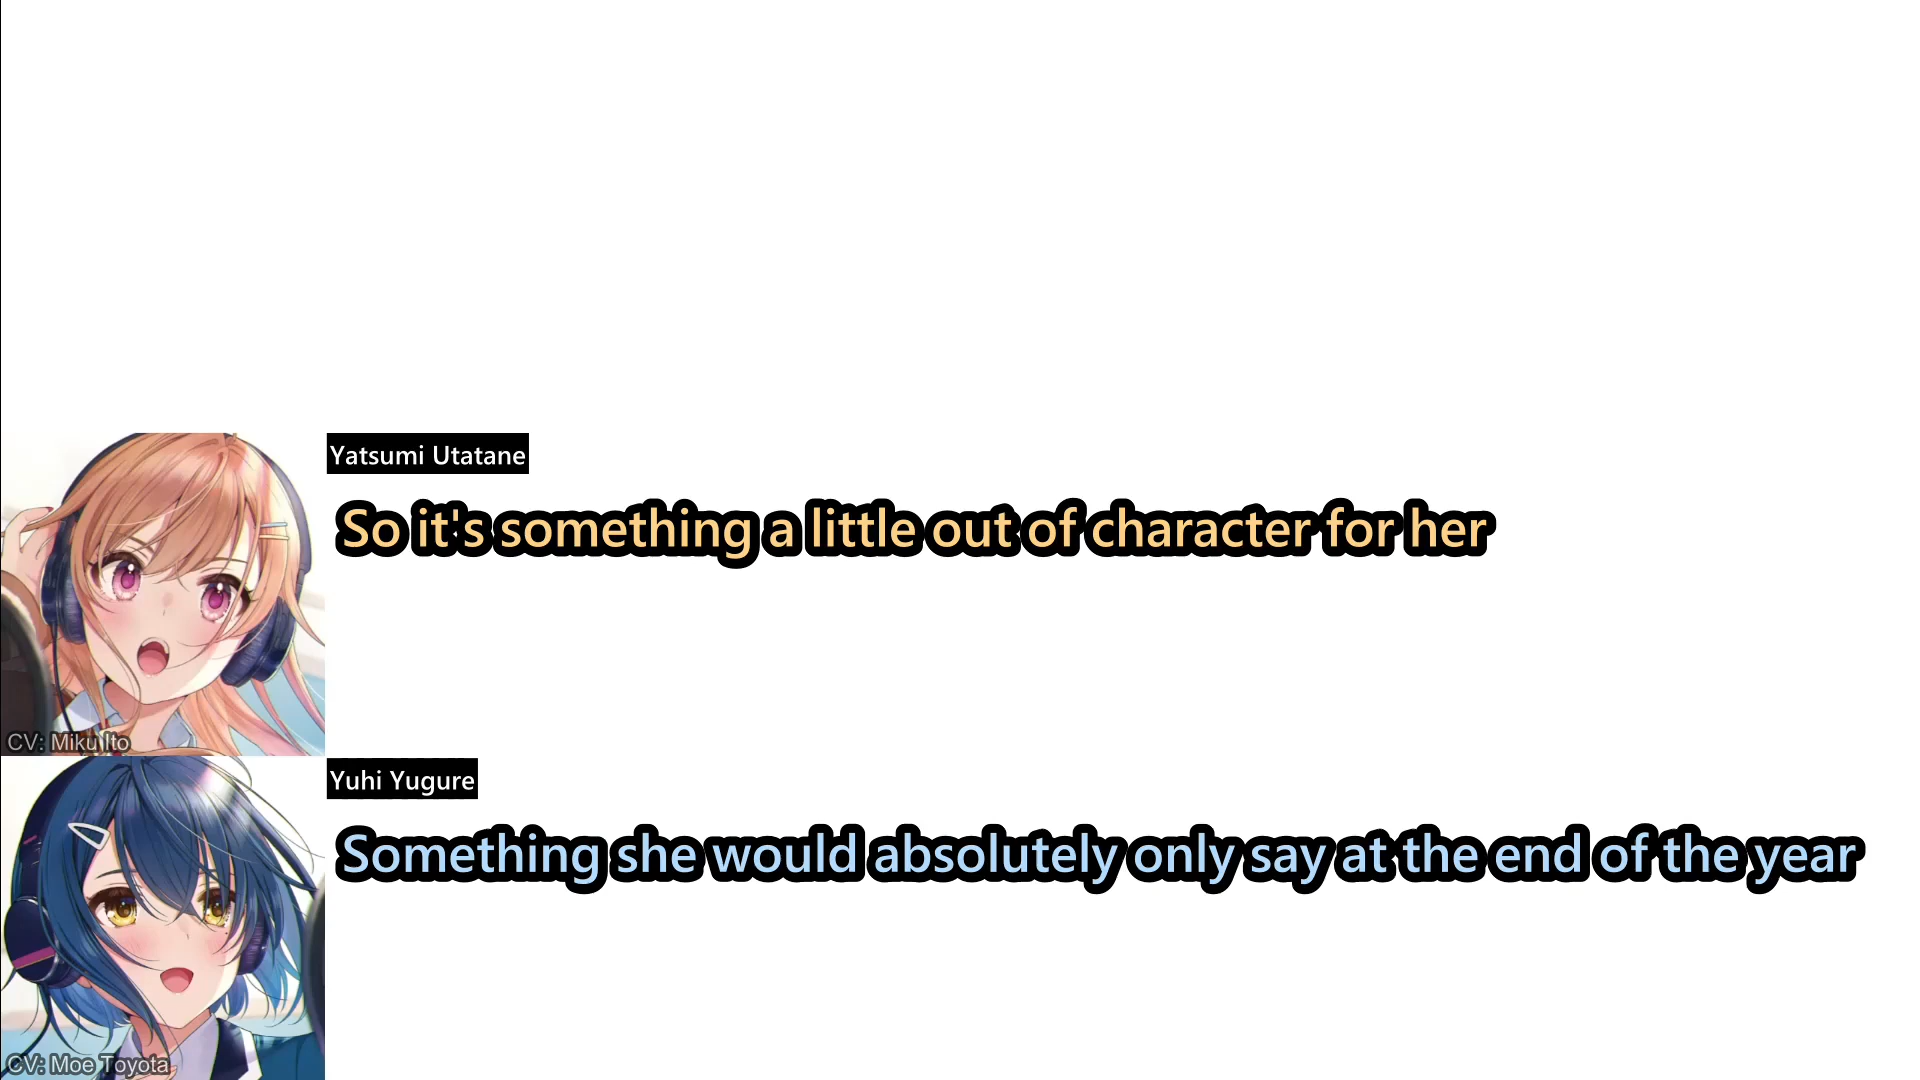 Yatsumi Utatane
So it's something a little out of character for her
CV: Miku Ito
Yuhi Yugure
Something she would absolutely only say at the end of the year
CV: Moe Toyota